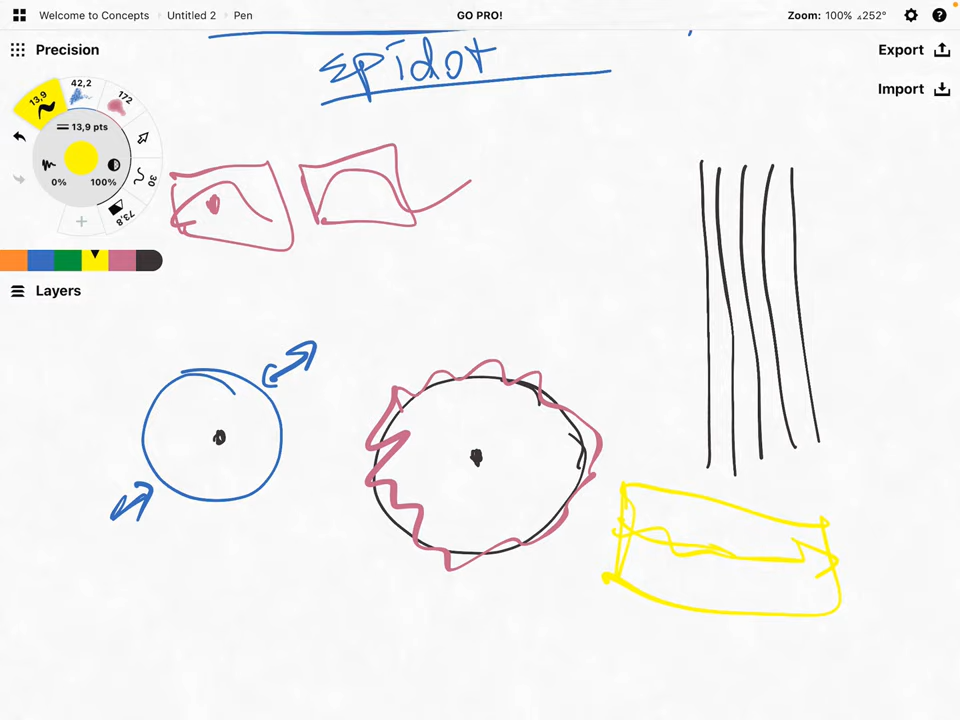 Welcome to Concepts › Untitled 2 › Pen
GO PRO!
Zoom: 100% ⊿252°
Precision
Export
Import
42,2
13,9
172
13,9 pts
30
0%
100%
73,8
Layers
epidot